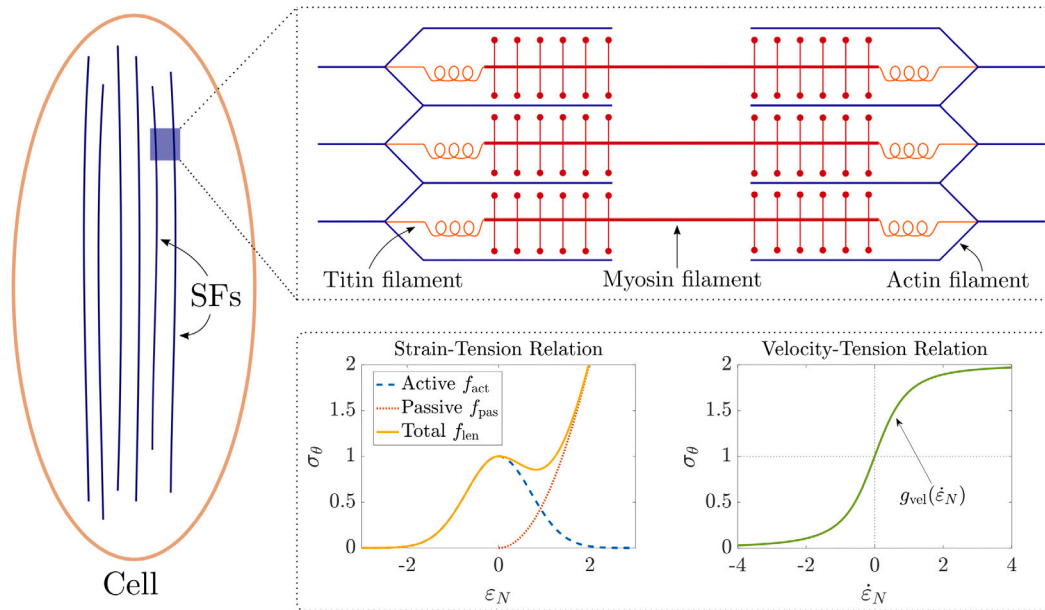 SFs
Cell
Titin filament
Myosin filament
Actin filament
Strain-Tension Relation
2
1.5
1
0.5
0
σ_θ
Active f_act
Passive f_pas
Total f_len
-2
0
2
ε_N
Velocity-Tension Relation
2
1.5
1
0.5
0
σ_θ
g_vel(ε̇_N)
-4
-2
0
2
4
ε̇_N